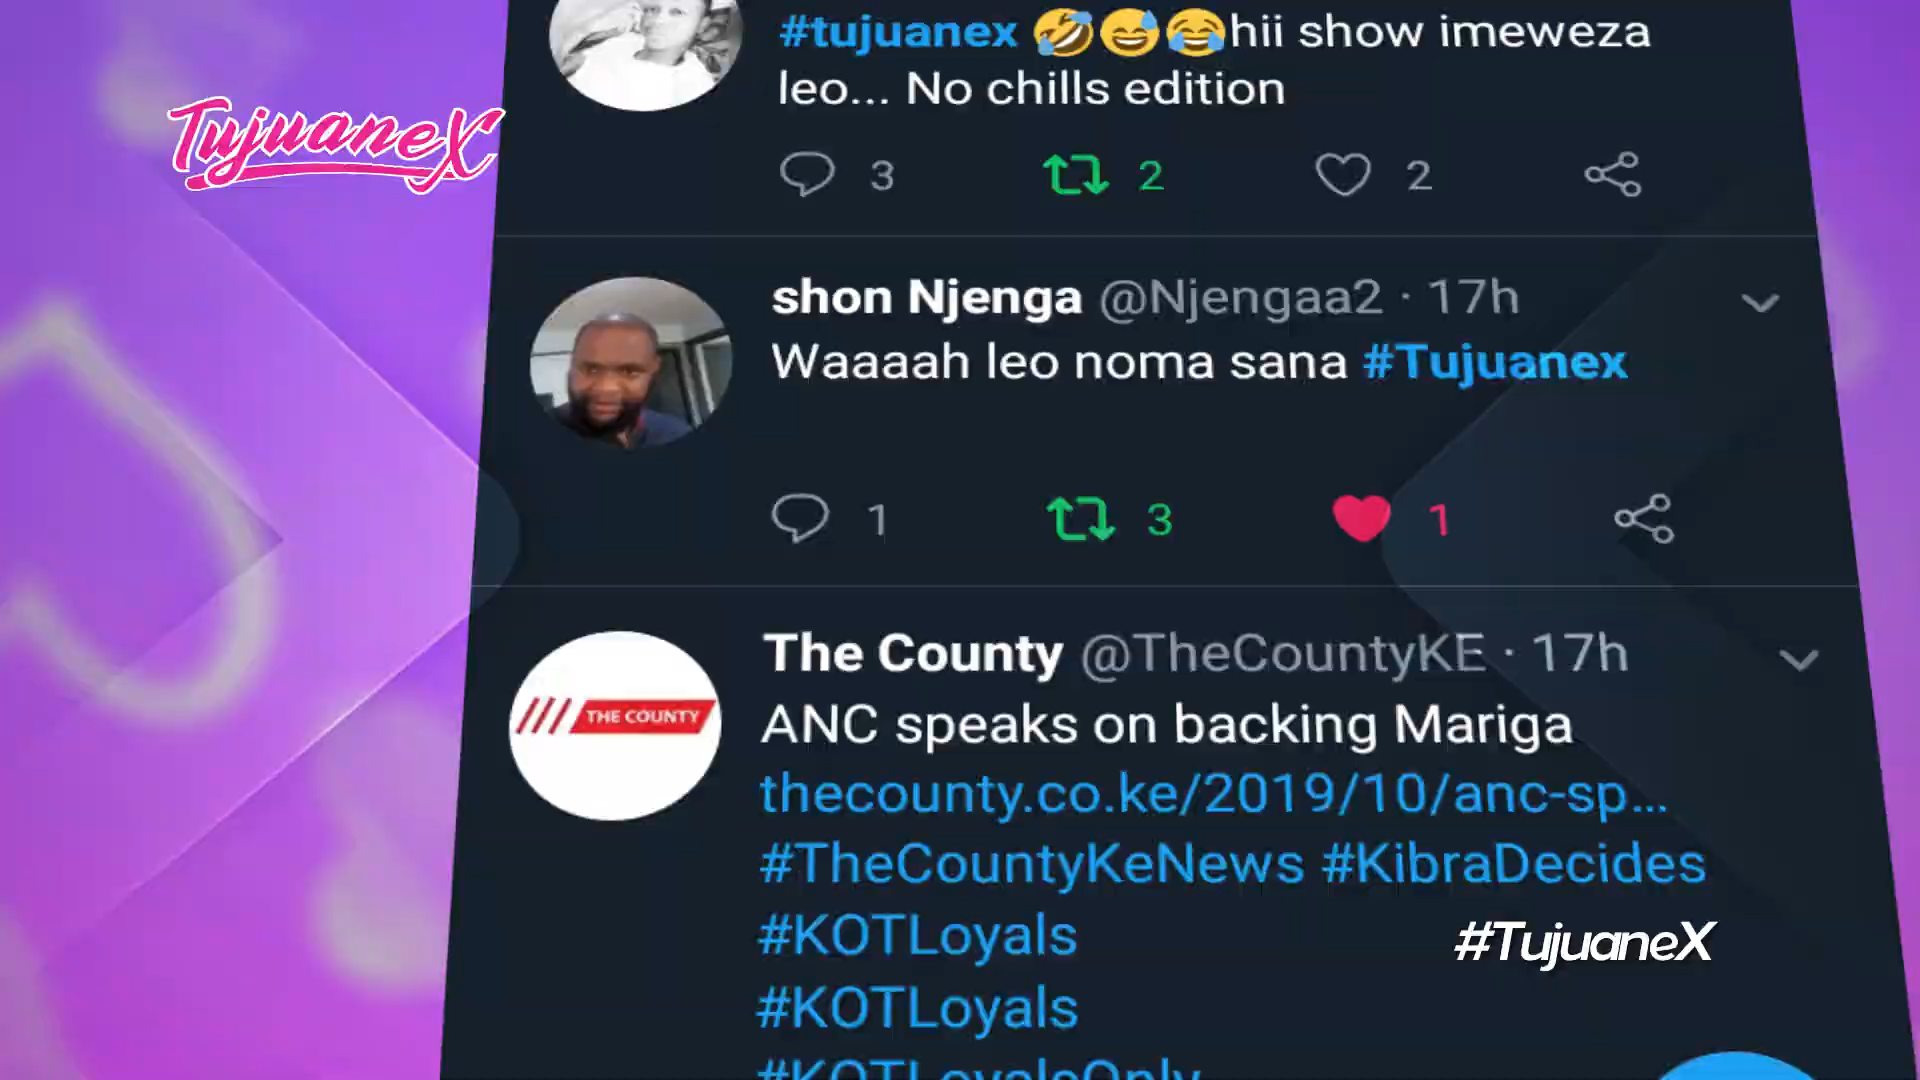 #tujuanex 🤣😅😂hii show imeweza
leo... No chills edition
TujuaneX
3 2 2
shon Njenga @Njengaa2 · 17h
Waaaah leo noma sana #Tujuanex
1 3 1
The County @TheCountyKE · 17h
THE COUNTY
ANC speaks on backing Mariga
thecounty.co.ke/2019/10/anc-sp...
#TheCountyKeNews #KibraDecides
#KOTLoyals
#TujuaneX
#KOTLoyals
#KOTLoyalsOnly